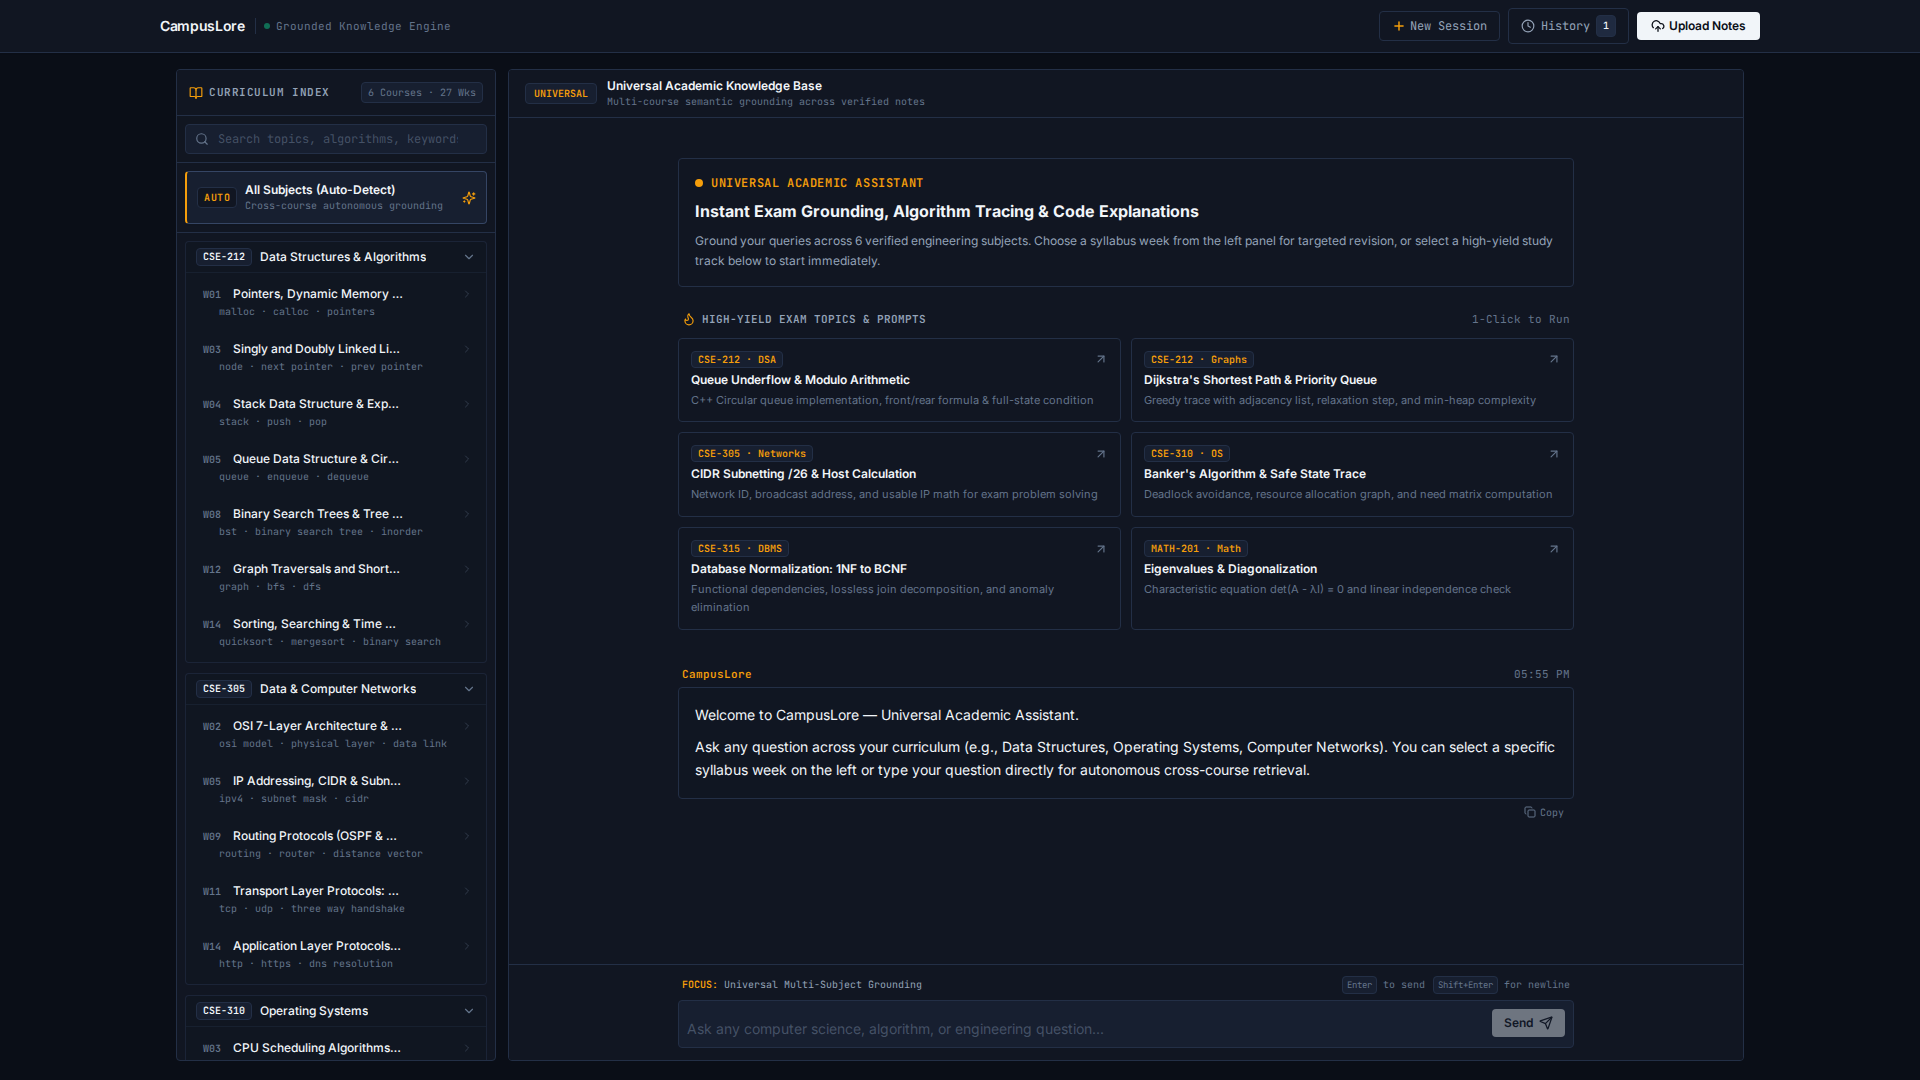 CampusLore
Grounded Knowledge Engine
New Session
History 1
Upload Notes
CURRICULUM INDEX
6 Courses · 27 Wks
Search topics, algorithms, keyword
AUTO
All Subjects (Auto-Detect)
Cross-course autonomous grounding
CSE-212 Data Structures & Algorithms
W01 Pointers, Dynamic Memory ...
malloc · calloc · pointers
W03 Singly and Doubly Linked Li...
node · next pointer · prev pointer
W04 Stack Data Structure & Exp...
stack · push · pop
W05 Queue Data Structure & Cir...
queue · enqueue · dequeue
W08 Binary Search Trees & Tree ...
bst · binary search tree · inorder
W12 Graph Traversals and Short...
graph · bfs · dfs
W14 Sorting, Searching & Time ...
quicksort · mergesort · binary search
CSE-305 Data & Computer Networks
W02 OSI 7-Layer Architecture & ...
osi model · physical layer · data link
W05 IP Addressing, CIDR & Subn...
ipv4 · subnet mask · cidr
W09 Routing Protocols (OSPF & ...
routing · router · distance vector
W11 Transport Layer Protocols: ...
tcp · udp · three way handshake
W14 Application Layer Protocols...
http · https · dns resolution
CSE-310 Operating Systems
W03 CPU Scheduling Algorithms...
UNIVERSAL
Universal Academic Knowledge Base
Multi-course semantic grounding across verified notes
UNIVERSAL ACADEMIC ASSISTANT
Instant Exam Grounding, Algorithm Tracing & Code Explanations
Ground your queries across 6 verified engineering subjects. Choose a syllabus week from the left panel for targeted revision, or select a high-yield study
track below to start immediately.
HIGH-YIELD EXAM TOPICS & PROMPTS
1-Click to Run
CSE-212 · DSA
Queue Underflow & Modulo Arithmetic
C++ Circular queue implementation, front/rear formula & full-state condition
CSE-212 · Graphs
Dijkstra's Shortest Path & Priority Queue
Greedy trace with adjacency list, relaxation step, and min-heap complexity
CSE-305 · Networks
CIDR Subnetting /26 & Host Calculation
Network ID, broadcast address, and usable IP math for exam problem solving
CSE-310 · OS
Banker's Algorithm & Safe State Trace
Deadlock avoidance, resource allocation graph, and need matrix computation
CSE-315 · DBMS
Database Normalization: 1NF to BCNF
Functional dependencies, lossless join decomposition, and anomaly
elimination
MATH-201 · Math
Eigenvalues & Diagonalization
Characteristic equation det(A - λI) = 0 and linear independence check
CampusLore
05:55 PM
Welcome to CampusLore — Universal Academic Assistant.
Ask any question across your curriculum (e.g., Data Structures, Operating Systems, Computer Networks). You can select a specific
syllabus week on the left or type your question directly for autonomous cross-course retrieval.
Copy
FOCUS: Universal Multi-Subject Grounding
Enter to send Shift+Enter for newline
Ask any computer science, algorithm, or engineering question...
Send